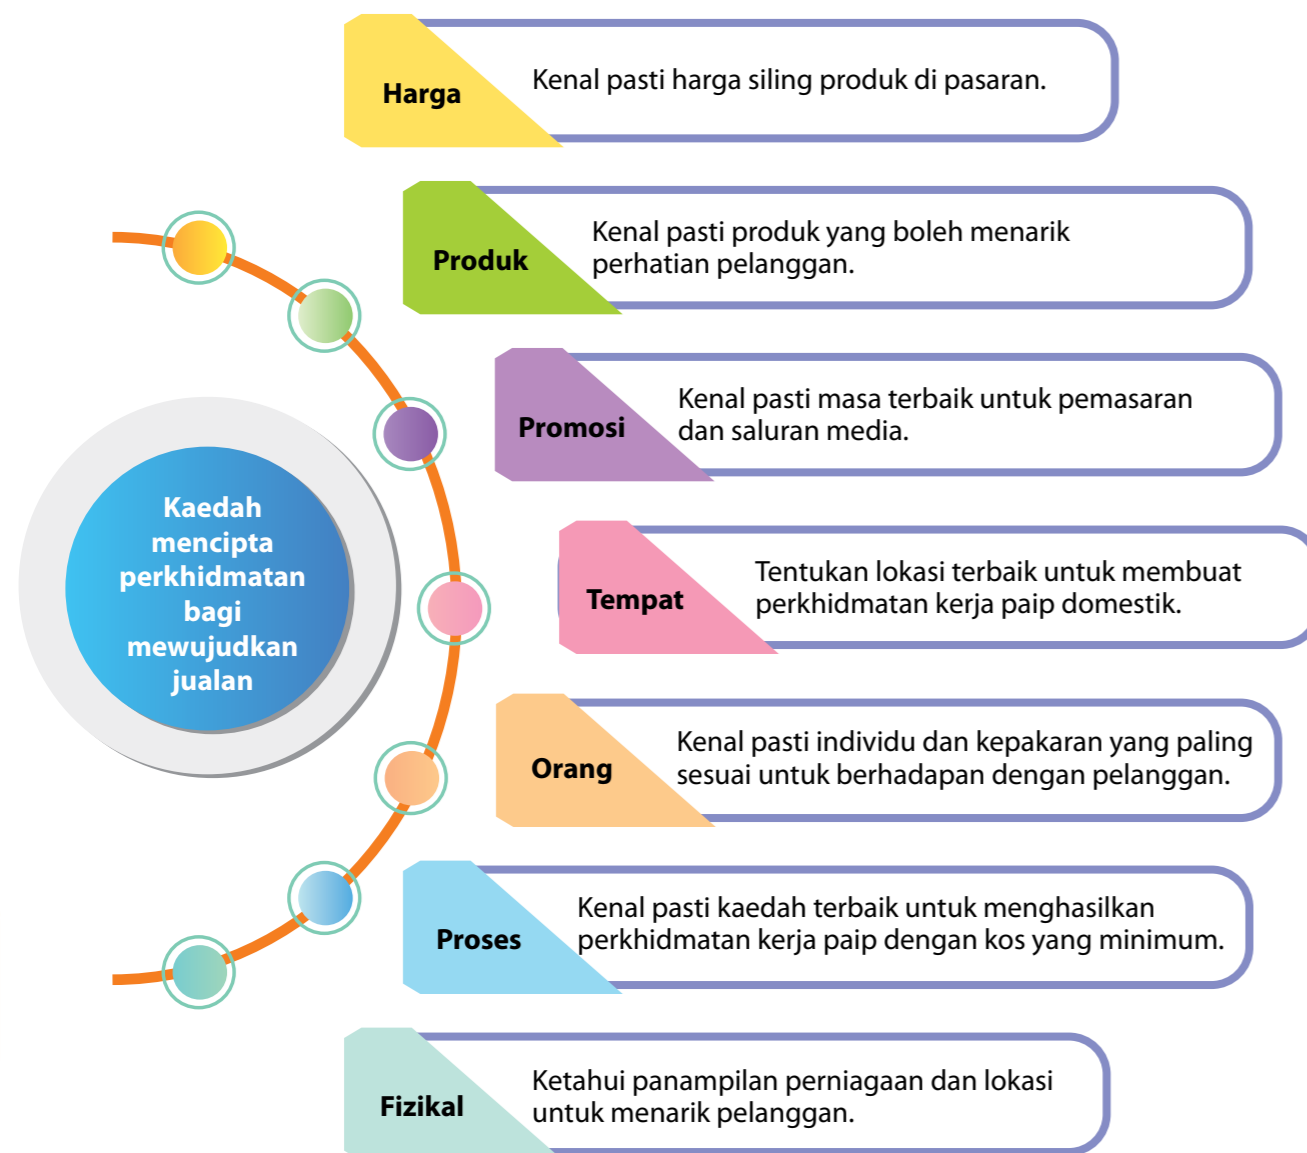 Harga
Kenal pasti harga siling produk di pasaran.
Produk
Kenal pasti produk yang boleh menarik
perhatian pelanggan.
Promosi
Kenal pasti masa terbaik untuk pemasaran
dan saluran media.
Kaedah
mencipta
perkhidmatan
bagi
mewujudkan
jualan
Tempat
Tentukan lokasi terbaik untuk membuat
perkhidmatan kerja paip domestik.
Orang
Kenal pasti individu dan kepakaran yang paling
sesuai untuk berhadapan dengan pelanggan.
Proses
Kenal pasti kaedah terbaik untuk menghasilkan
perkhidmatan kerja paip dengan kos yang minimum.
Fizikal
Ketahui panampilan perniagaan dan lokasi
untuk menarik pelanggan.